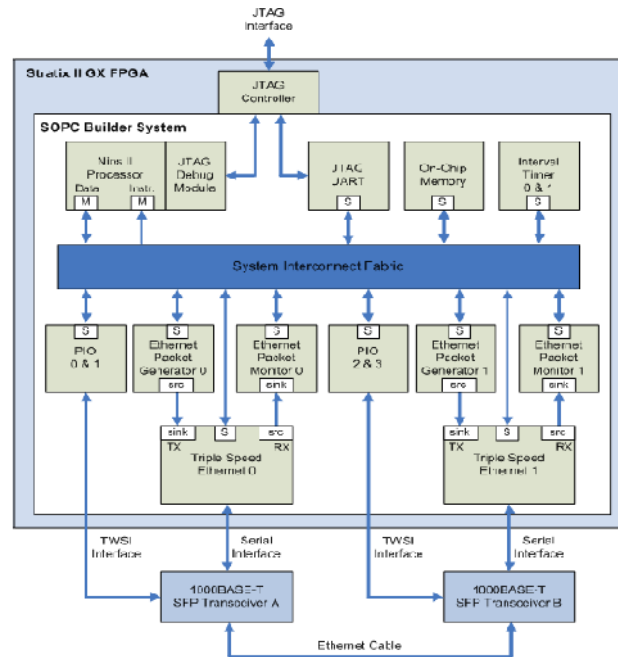 JTAG
Interface
Stratix II GX FPGA
JTAG
Controller
SOPC Builder System
Nios II
Processor
Data
Instr.
M
M
JTAG
Debug
Module
JTAG
UART
S
On-Chip
Memory
S
Interval
Timer
0 & 1
S
System Interconnect Fabric
S
PIO
0 & 1
S
Ethernet
Packet
Generator 0
src
S
Ethernet
Packet
Monitor 0
sink
S
PIO
2 & 3
S
Ethernet
Packet
Generator 1
src
S
Ethernet
Packet
Monitor 1
sink
sink
S
src
TX
RX
Triple Speed
Ethernet 0
sink
S
src
TX
RX
Triple Speed
Ethernet 1
TWSI
Interface
Serial
Interface
TWSI
Interface
Serial
Interface
1000BASE-T
SFP Transceiver A
1000BASE-T
SFP Transceiver B
Ethernet Cable